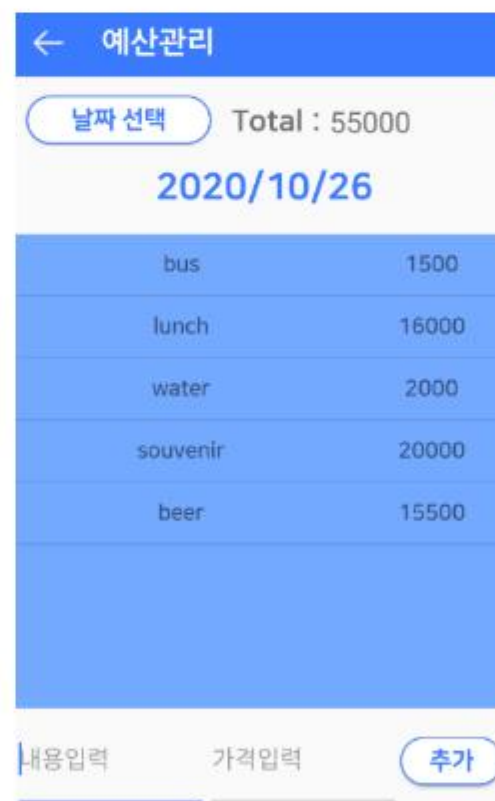 ← 예산관리
날짜 선택 Total : 55000
2020/10/26
bus 1500
lunch 16000
water 2000
souvenir 20000
beer 15500
내용입력 가격입력 추가